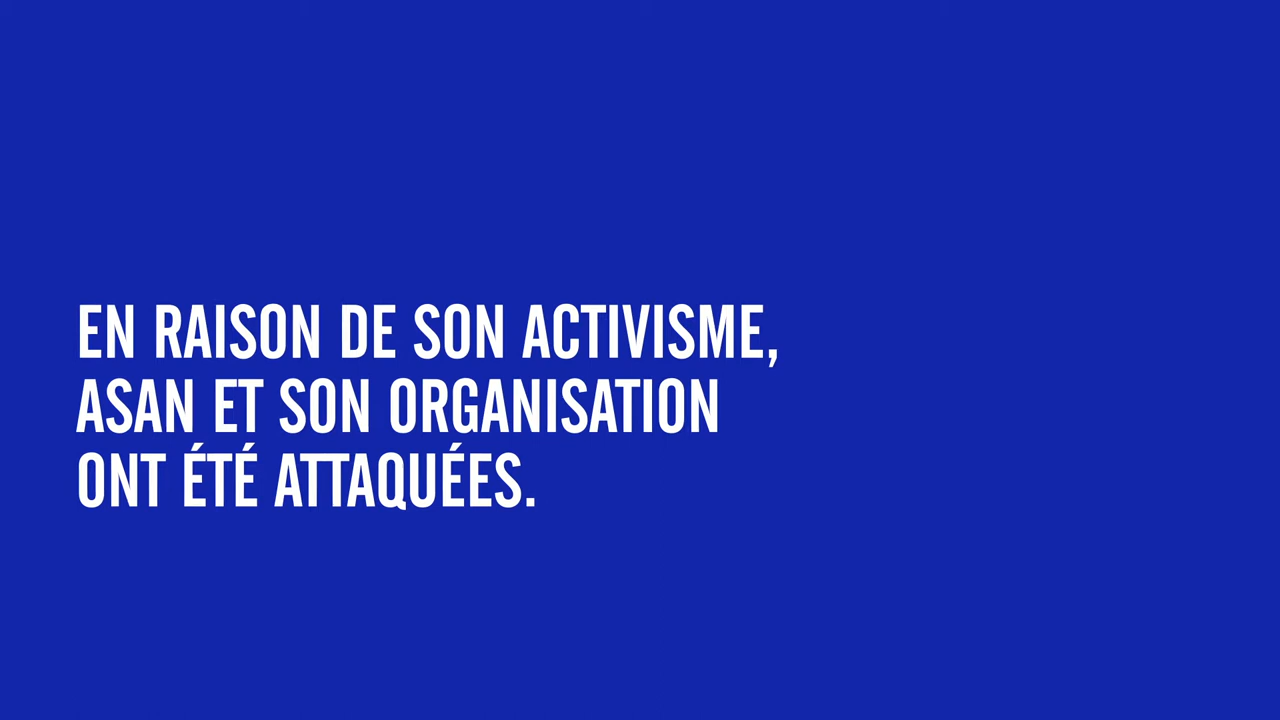 EN RAISON DE SON ACTIVISME,
ASAN ET SON ORGANISATION
ONT ÉTÉ ATTAQUÉES.